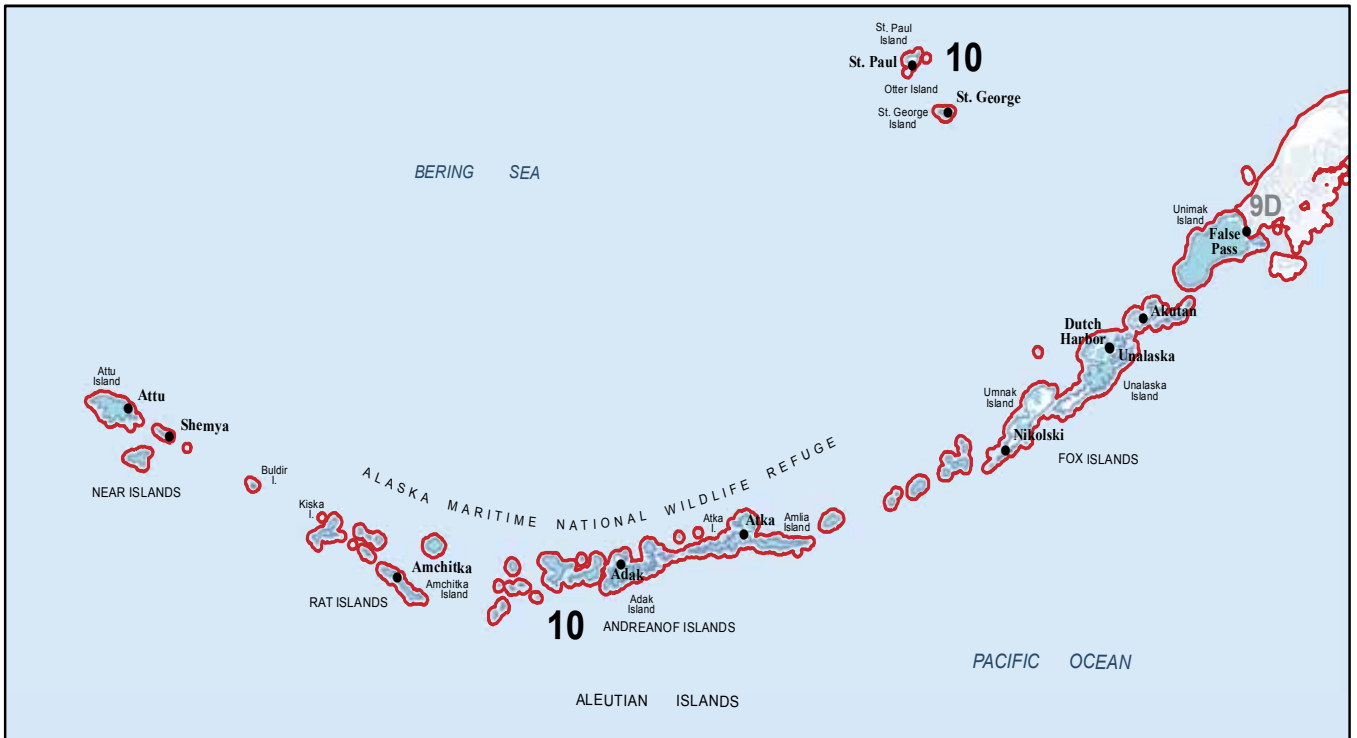 St. Paul
Island
St. Paul
10
Otter Island
St. George
St. George
Island
BERING SEA
9D
Unimak
Island
False
Pass
Akutan
Dutch
Harbor
Unalaska
Unalaska
Island
Umnak
Island
Nikolski
FOX ISLANDS
Attu
Island
Attu
Shemya
NEAR ISLANDS
Buldir
I.
ALASKA MARITIME NATIONAL WILDLIFE REFUGE
Kiska
I.
Amchitka
Amchitka
Island
RAT ISLANDS
Atka
I.
Atka
Amlia
Island
Adak
Adak
Island
10
ANDREANOF ISLANDS
PACIFIC OCEAN
ALEUTIAN ISLANDS